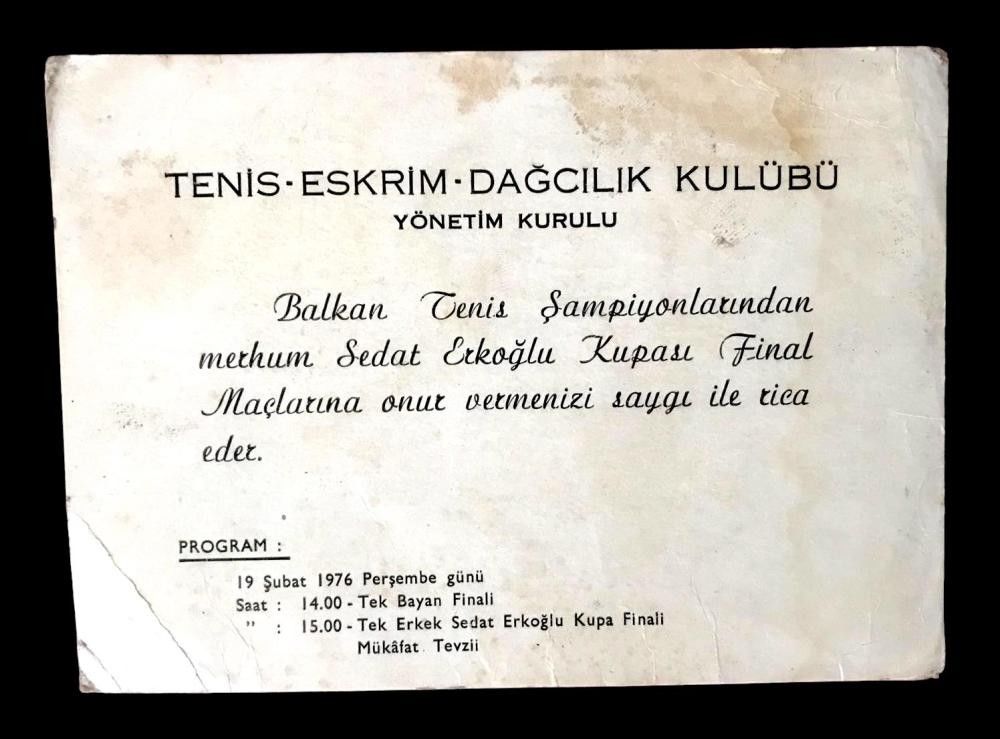 TENİS-ESKRİM-DAĞCILIK KULÜBÜ
YÖNETİM KURULU
Balkan Tenis Şampiyonlarından
merhum Sedat Erkoğlu Kupası Final
Maçlarına onur vermenizi saygı ile rica
eder.
PROGRAM :
19 Şubat 1976 Perşembe günü
Saat : 14.00 - Tek Bayan Finali
” : 15.00 - Tek Erkek Sedat Erkoğlu Kupa Finali
Mükâfat Tevzii